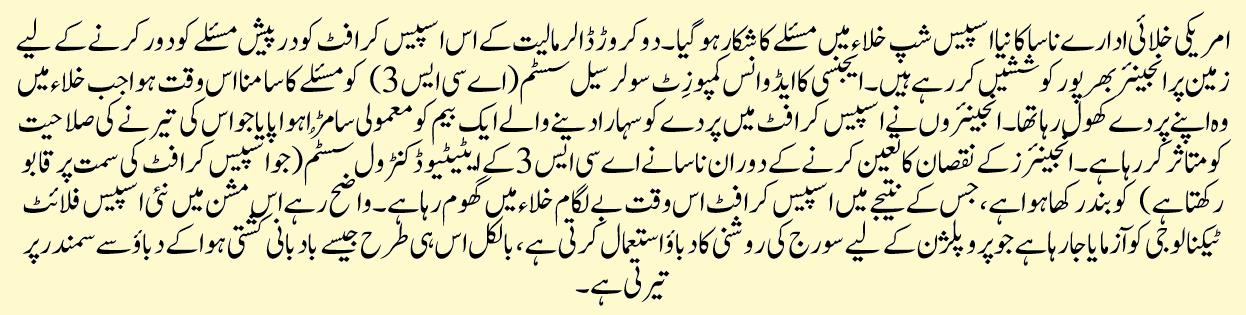 امریکی خلائی ادارے ناسا کا نیا اسپیس شپ خلاء میں مسئلے کا شکار ہوگیا۔ دو کروڑ ڈالر مالیت کے اس اسپیس کرافٹ کو درپیش مسئلے کو دور کرنے کے لیے
زمین پر انجینئر بھرپور کوششیں کر رہے ہیں۔ ایجنسی کا ایڈوانس کمپوزِٹ سولر سیل سسٹم (اے سی ایس 3) کو مسئلے کا سامنا اس وقت ہوا جب خلاء میں
وہ اپنے پردے کھول رہا تھا۔ انجینئروں نے اسپیس کرافٹ میں پردے کو سہارا دینے والے ایک بیم کو معمولی سا مڑا ہوا پایا جو اس کی تیرنے کی صلاحیت
کو متاثر کر رہا ہے۔ انجینئرز کے نقصان کا تعین کرنے کے دوران ناسا نے اے سی ایس 3 کے ایٹیٹیوڈ کنٹرول سسٹم (جو اسپیس کرافٹ کی سمت پر قابو
رکھتا ہے) کو بند رکھا ہوا ہے، جس کے نتیجے میں اسپیس کرافٹ اس وقت بے لگام خلاء میں گھوم رہا ہے۔ واضح رہے اس مشن میں نئی اسپیس فلائٹ
ٹیکنالوجی کو آزمایا جا رہا ہے جو پروپلژن کے لیے سورج کی روشنی کا دباؤ استعمال کرتی ہے، بالکل اس ہی طرح جیسے بادبانی کشتی ہوا کے دباؤ سے سمندر پر
تیرتی ہے۔